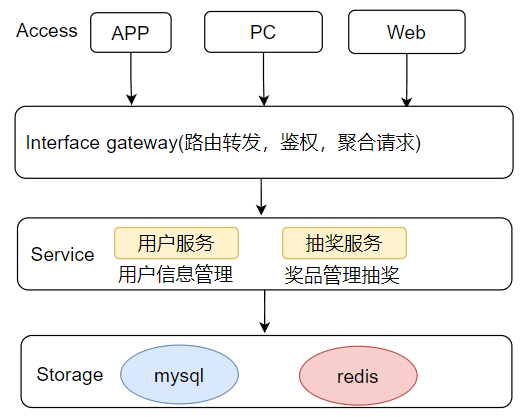 Access
APP
PC
Web
Interface gateway(路由转发，鉴权，聚合请求)
Service
用户服务
抽奖服务
用户信息管理
奖品管理抽奖
Storage
mysql
redis